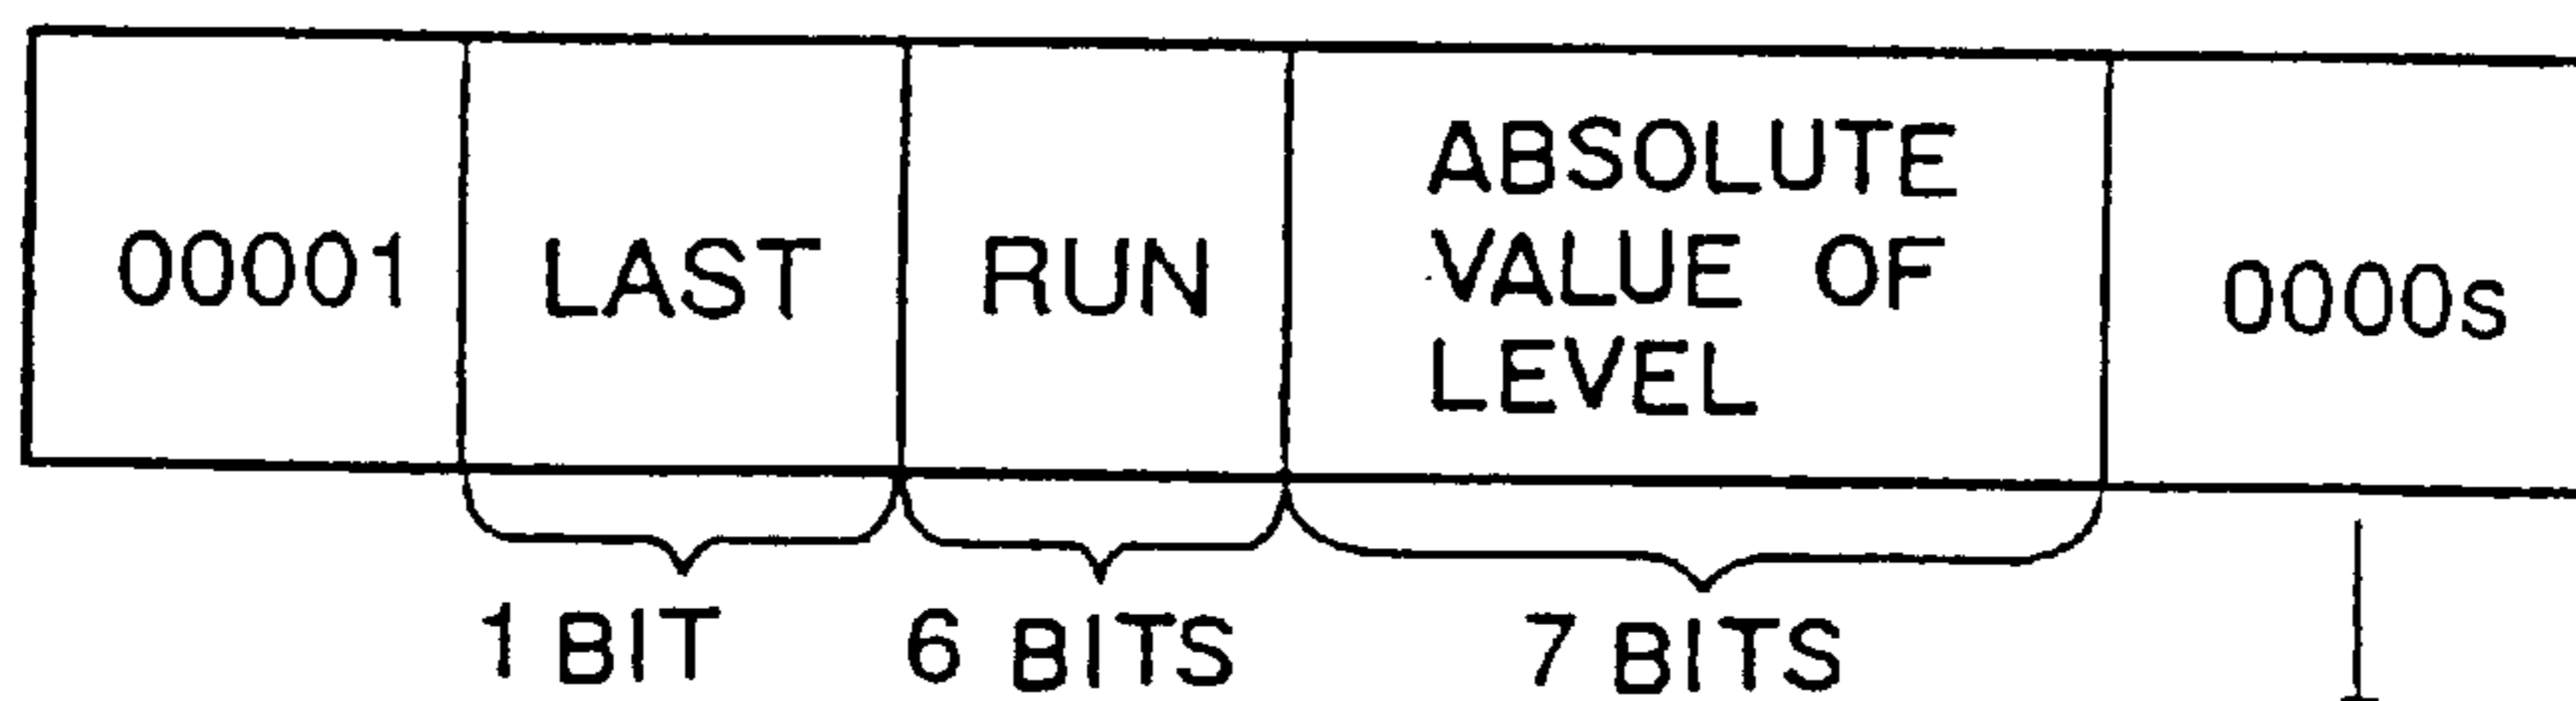 00001
LAST
RUN
ABSOLUTE
VALUE OF
LEVEL
0000s
1 BIT
6 BITS
7 BITS